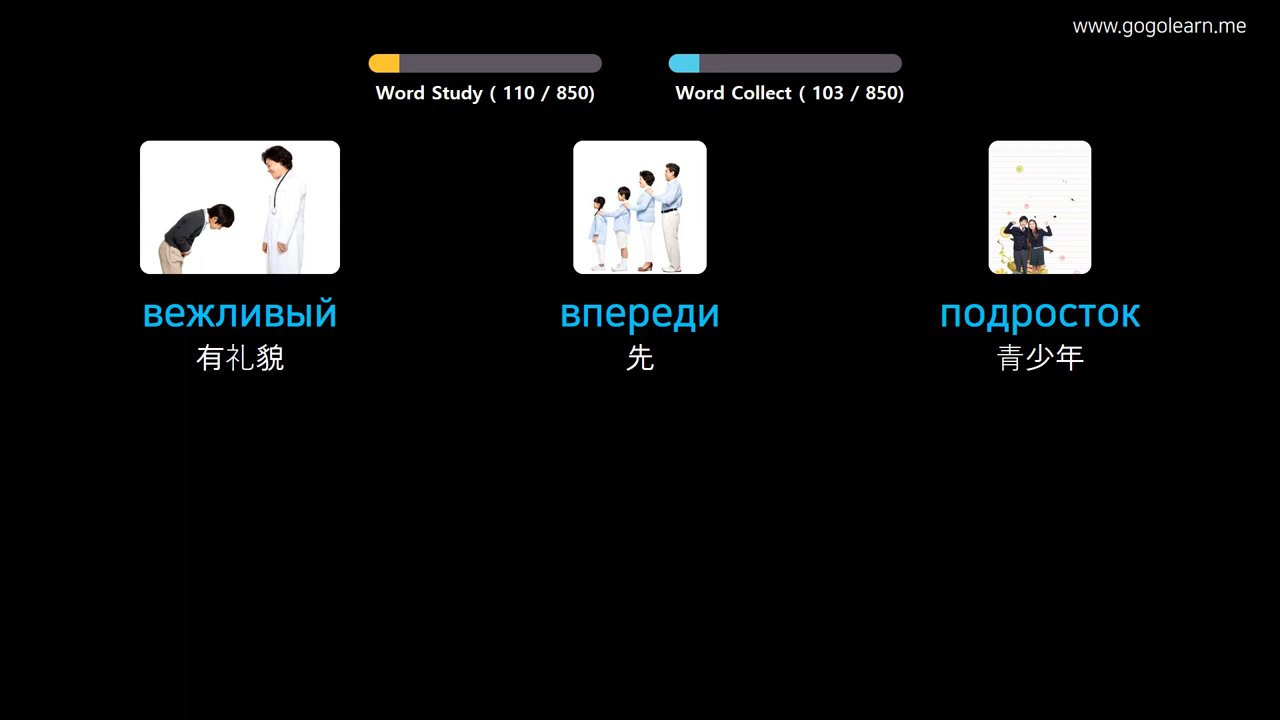 www.gogolearn.me
Word Study ( 110 / 850)
Word Collect ( 103 / 850)
вежливый
有礼貌
впереди
先
подросток
青少年